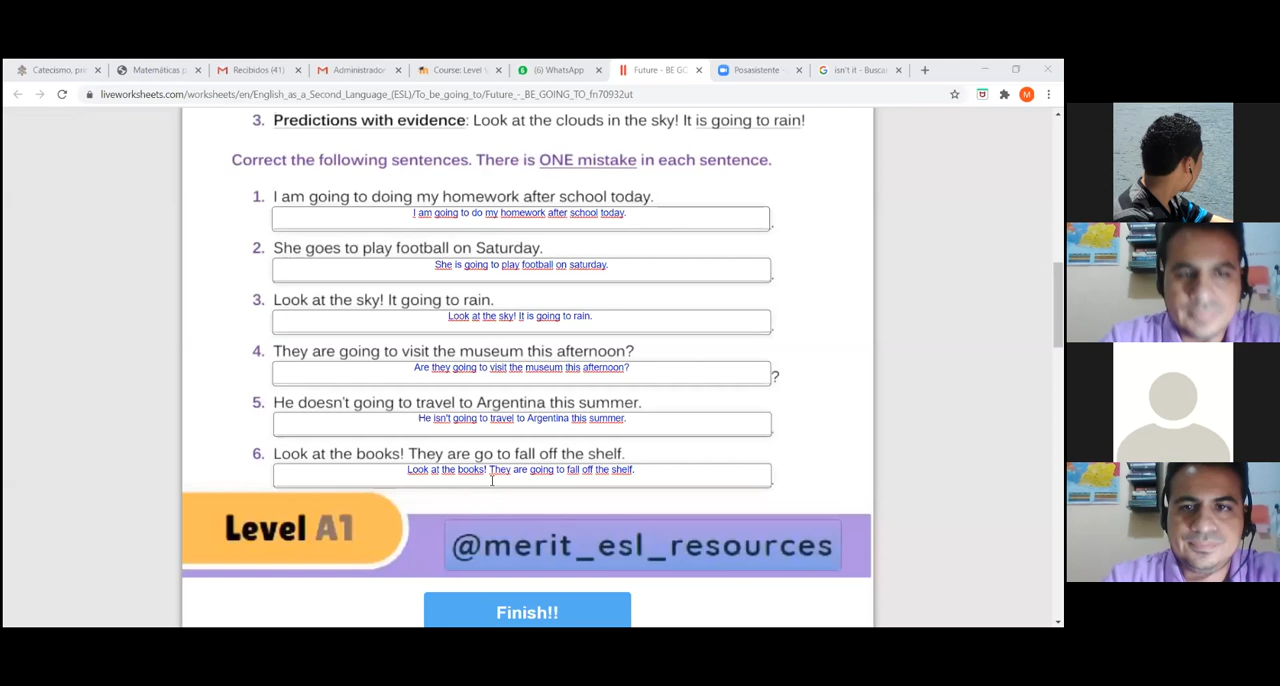 Catecismo, pri
Matemáticas p
Recibidos (41)
Administrador
Course: Level
(6) WhatsApp
Future - BE GO
Posasistente -
isn't it - Busca
liveworksheets.com/worksheets/en/English_as_a_Second_Language_(ESL)/To_be_going_to/Future_-_BE_GOING_TO_fn70932ut
M
3. Predictions with evidence: Look at the clouds in the sky! It is going to rain!
Correct the following sentences. There is ONE mistake in each sentence.
1. I am going to doing my homework after school today.
I am going to do my homework after school today.
.
2. She goes to play football on Saturday.
She is going to play football on saturday.
.
3. Look at the sky! It going to rain.
Look at the sky! It is going to rain.
.
4. They are going to visit the museum this afternoon?
Are they going to visit the museum this afternoon?
?
5. He doesn't going to travel to Argentina this summer.
He isn't going to travel to Argentina this summer.
.
6. Look at the books! They are go to fall off the shelf.
Look at the books! They are going to fall off the shelf.
.
Level A1
@merit_esl_resources
Finish!!